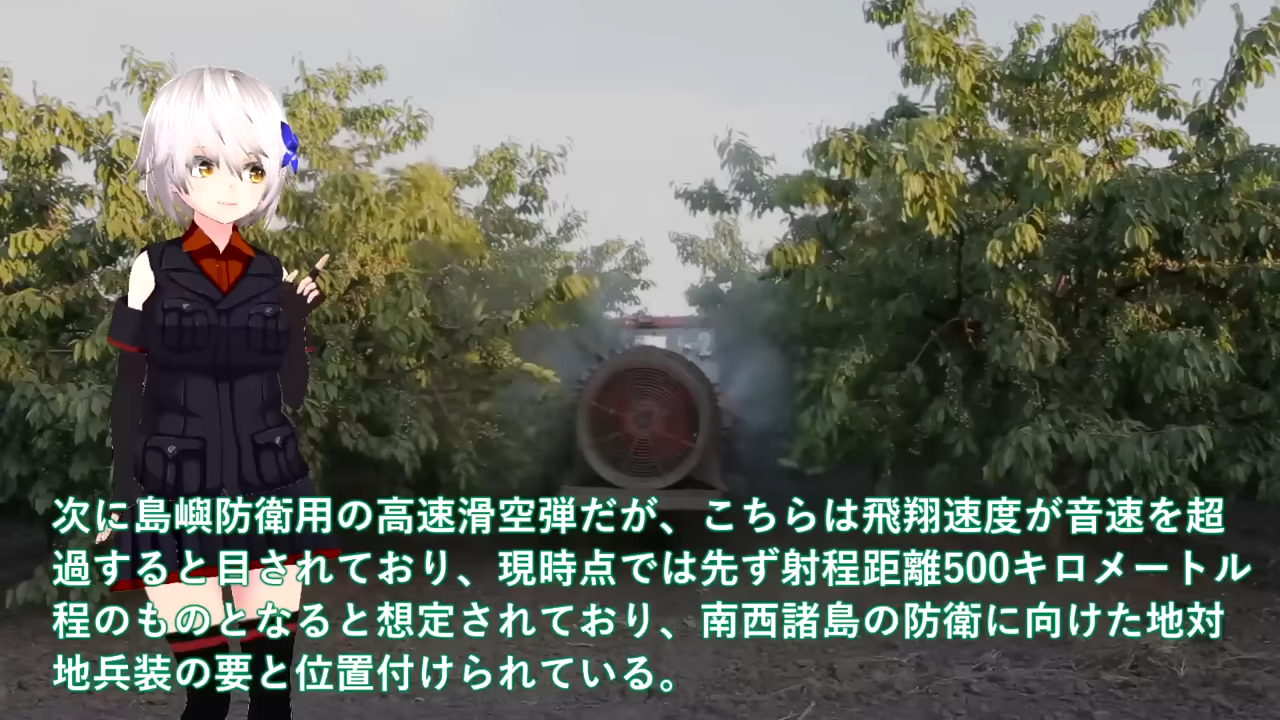 次に島嶼防衛用の高速滑空弾だが、こちらは飛翔速度が音速を超
過すると目されており、現時点では先ず射程距離500キロメートル
程のものとなると想定されており、南西諸島の防衛に向けた地対
地兵装の要と位置付けられている。